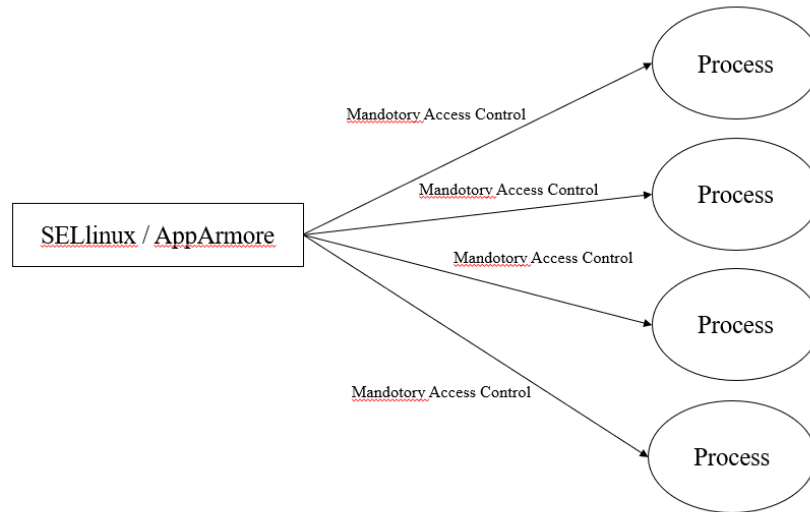 Process
Mandotory Access Control
Mandotory Access Control
Process
SELlinux / AppArmore
Mandotory Access Control
Process
Mandotory Access Control
Process